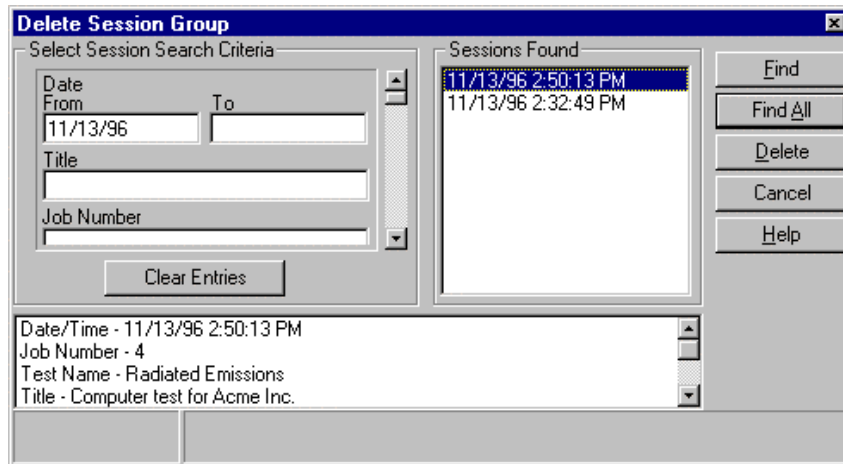 Delete Session Group
Select Session Search Criteria
Date
From To
11/13/96
Title
Job Number
Clear Entries
Sessions Found
11/13/96 2:50:13 PM
11/13/96 2:32:49 PM
Find
Find All
Delete
Cancel
Help
Date/Time - 11/13/96 2:50:13 PM
Job Number - 4
Test Name - Radiated Emissions
Title - Computer test for Acme Inc.